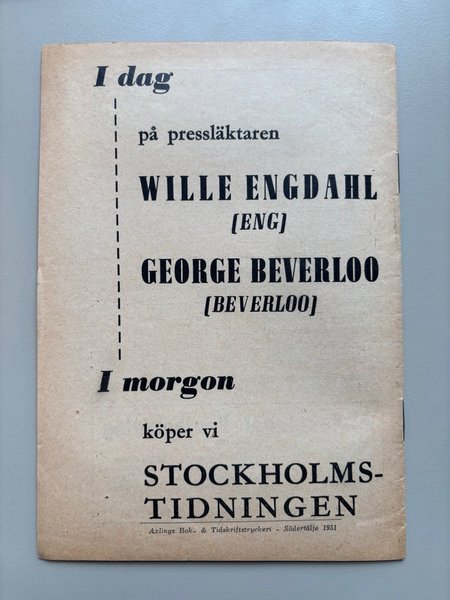 I dag
på pressläktaren
WILLE ENGDAHL
(ENG)
GEORGE BEVERLOO
(BEVERLOO)
I morgon
köper vi
STOCKHOLMS-
TIDNINGEN
Axlings Bok- & Tidskriftstryckeri - Södertälje 1951